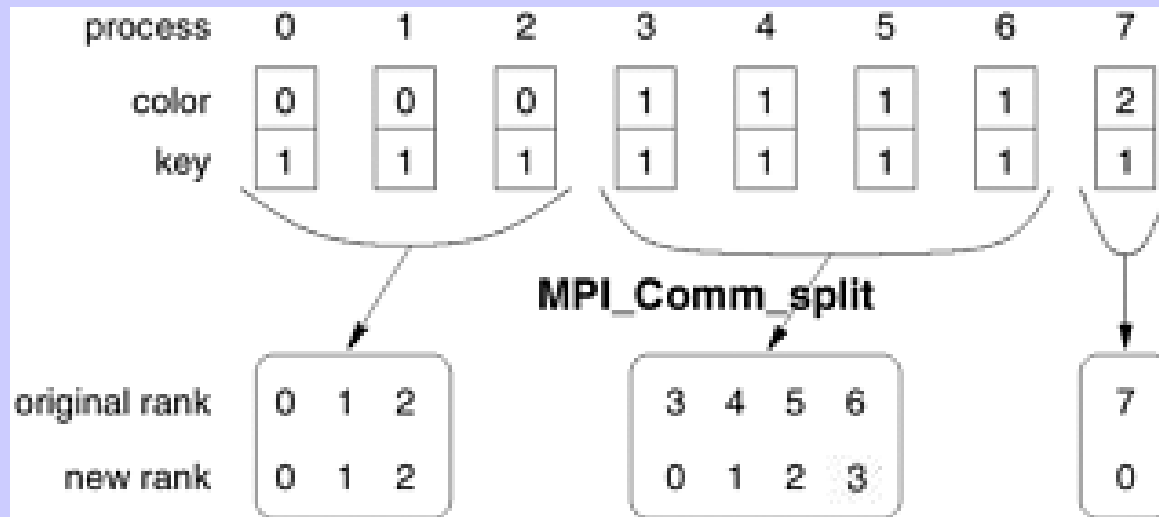 process 0 1 2 3 4 5 6 7
color 0 0 0 1 1 1 1 2
key 1 1 1 1 1 1 1 1
MPI_Comm_split
original rank 0 1 2 3 4 5 6 7
new rank 0 1 2 0 1 2 3 0